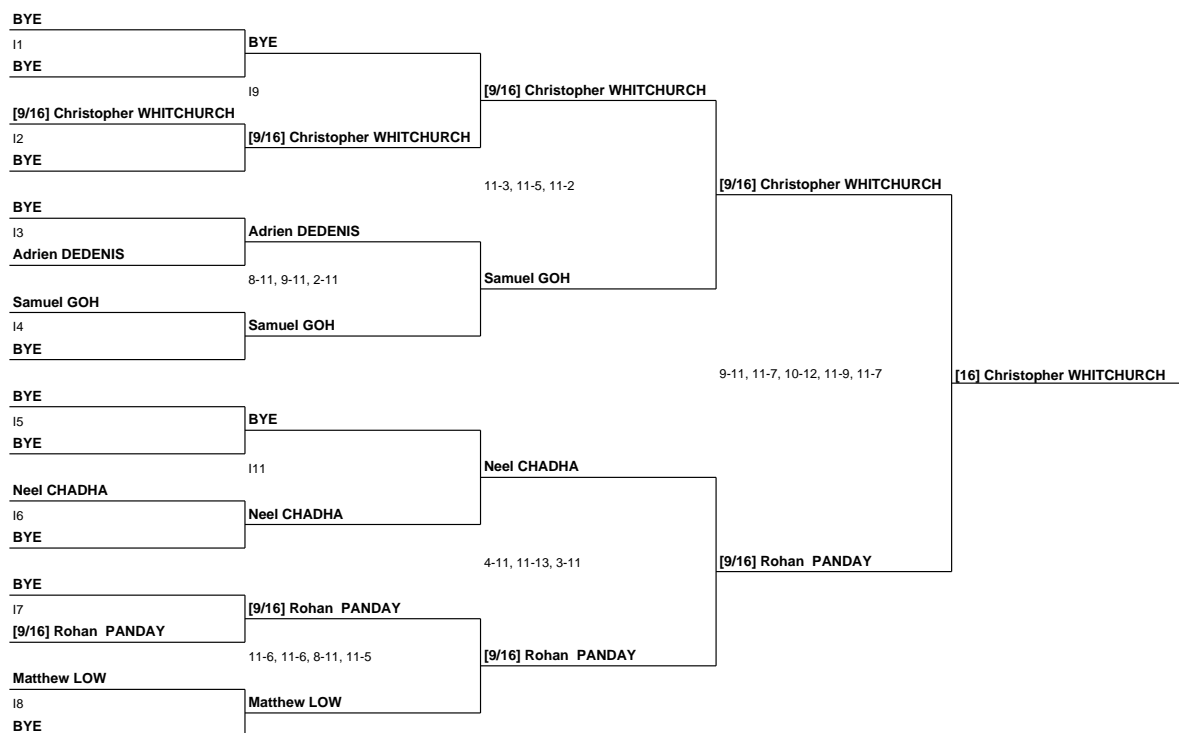 BYE
I1
BYE
BYE
I9
[9/16] Christopher WHITCHURCH
[9/16] Christopher WHITCHURCH
I2
[9/16] Christopher WHITCHURCH
BYE
11-3, 11-5, 11-2
[9/16] Christopher WHITCHURCH
BYE
I3
Adrien DEDENIS
Adrien DEDENIS
8-11, 9-11, 2-11
Samuel GOH
Samuel GOH
I4
Samuel GOH
BYE
9-11, 11-7, 10-12, 11-9, 11-7
[16] Christopher WHITCHURCH
BYE
I5
BYE
BYE
I11
Neel CHADHA
Neel CHADHA
I6
Neel CHADHA
BYE
4-11, 11-13, 3-11
[9/16] Rohan  PANDAY
BYE
I7
[9/16] Rohan  PANDAY
[9/16] Rohan  PANDAY
11-6, 11-6, 8-11, 11-5
[9/16] Rohan  PANDAY
Matthew LOW
I8
Matthew LOW
BYE